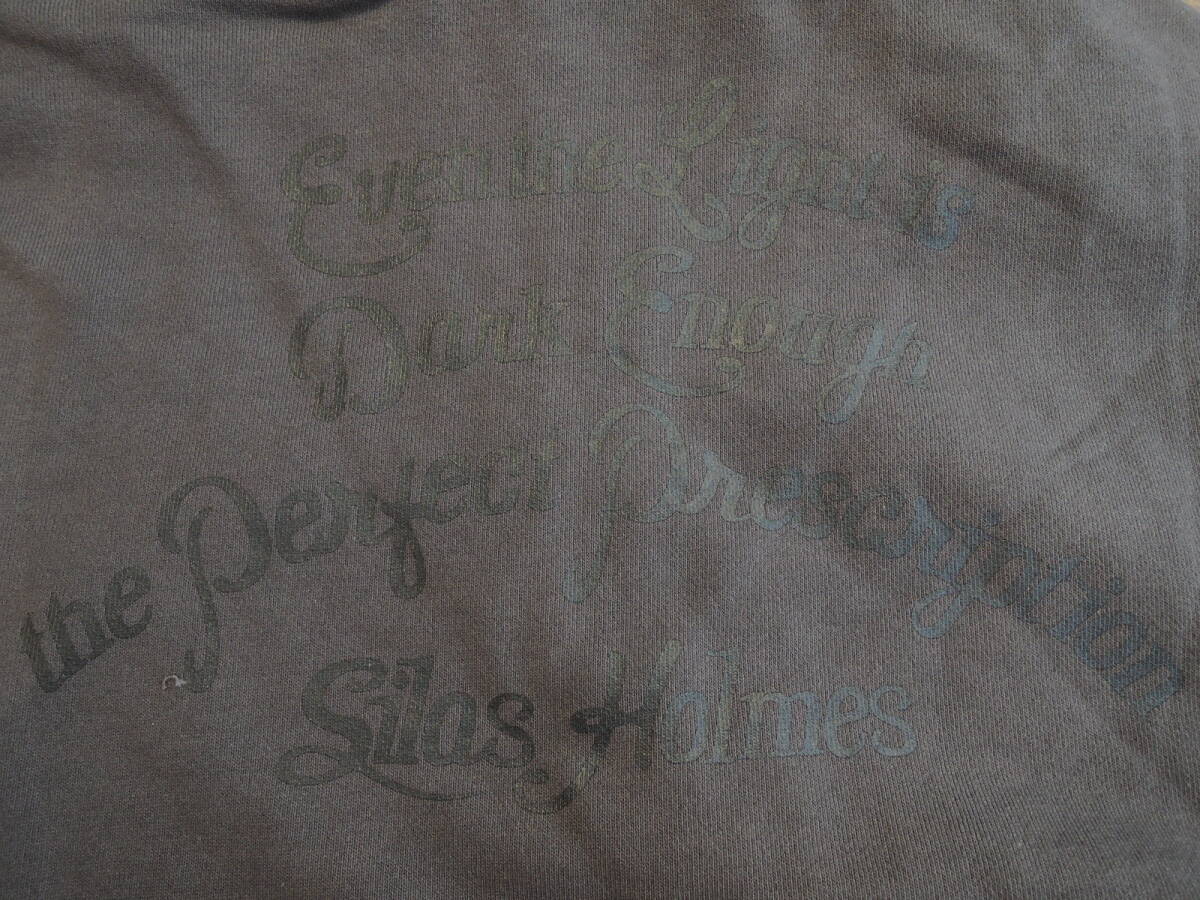 Even the Light is
Dark Enough
the Perfect Prescription
Silas Holmes